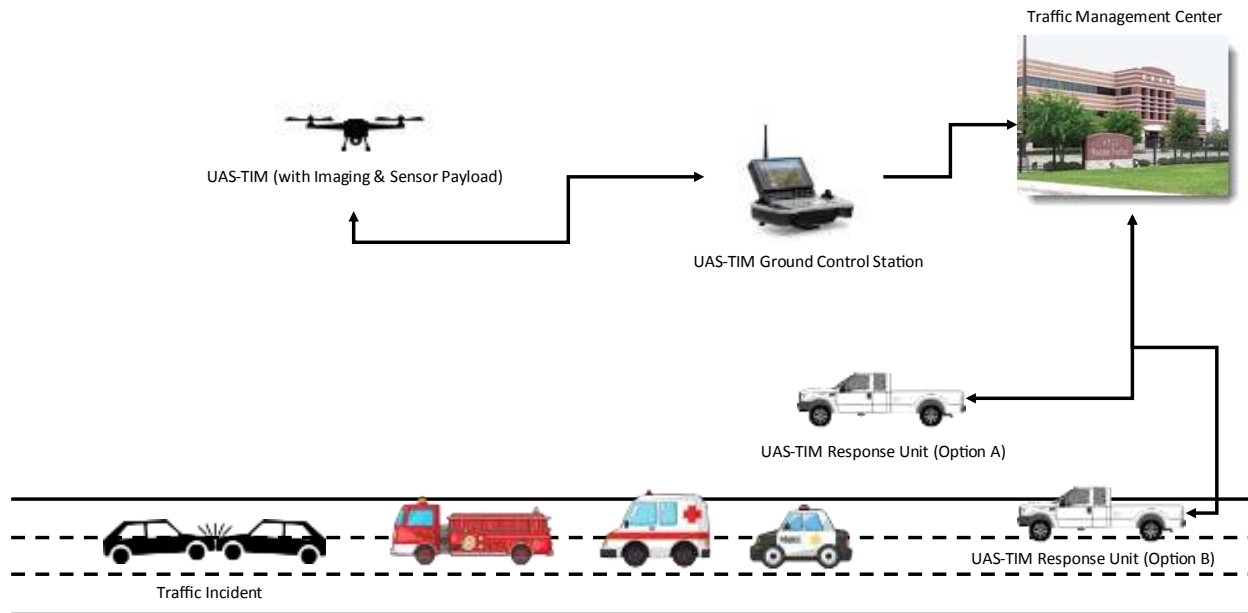 Traffic Management Center
UAS-TIM (with Imaging & Sensor Payload)
UAS-TIM Ground Control Station
UAS-TIM Response Unit (Option A)
UAS-TIM Response Unit (Option B)
Traffic Incident